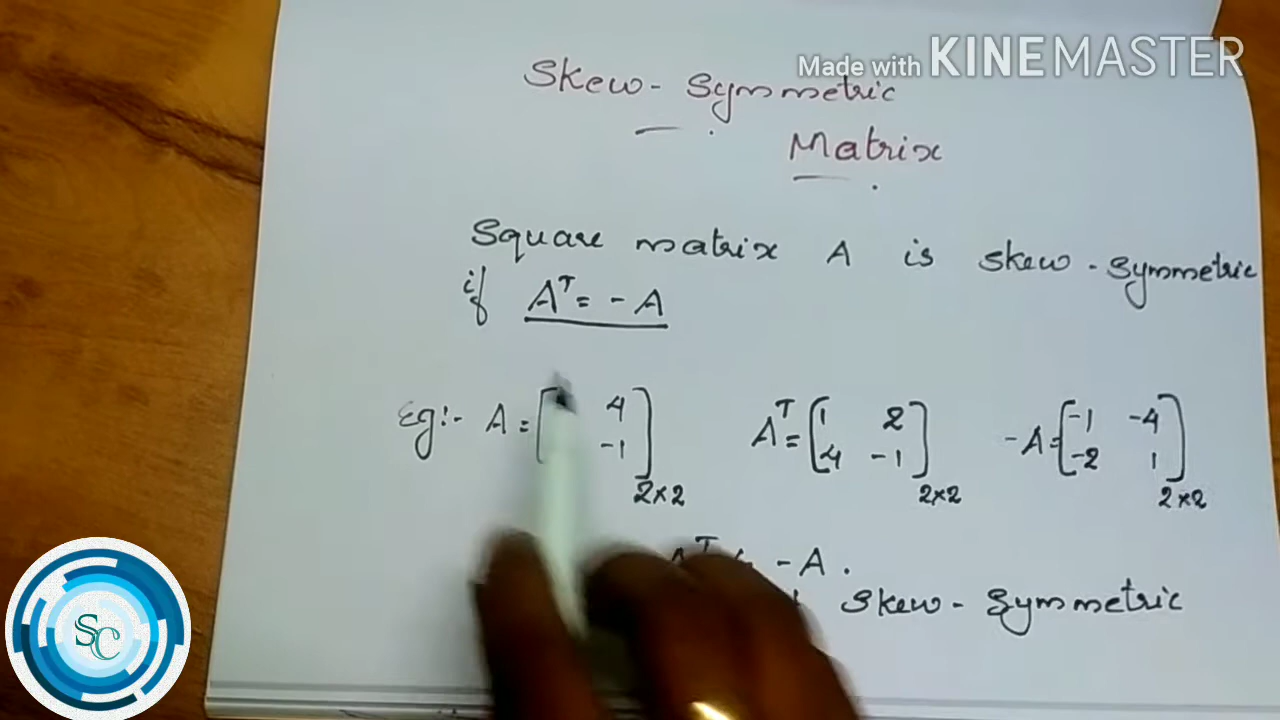 Made with KINEMASTER
Skew-Symmetric
Matrix
Square matrix A is skew-symmetric
if Aᵀ = -A
Eg:- A = [ 4
-1 ] 2×2
Aᵀ = [1 2
4 -1] 2×2
-A = [-1 -4
-2 1] 2×2
Aᵀ -A.
Skew-Symmetric
SC